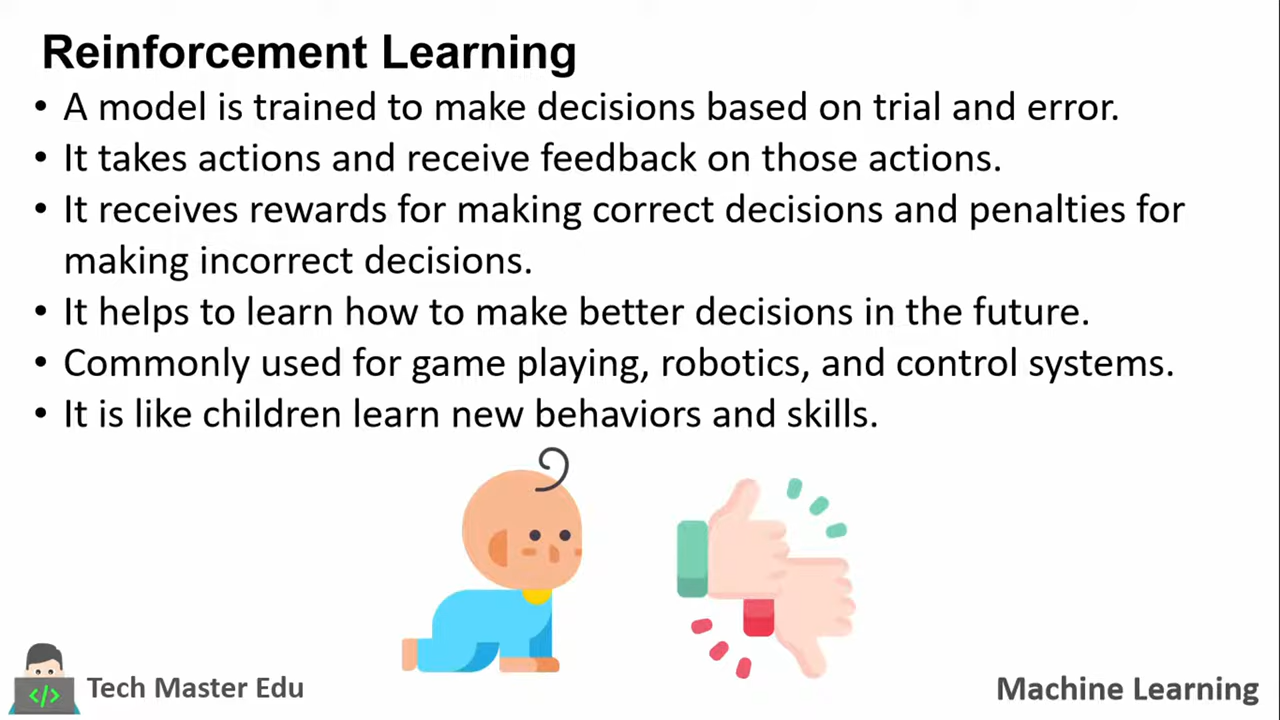 Reinforcement Learning
• A model is trained to make decisions based on trial and error.
• It takes actions and receive feedback on those actions.
• It receives rewards for making correct decisions and penalties for
making incorrect decisions.
• It helps to learn how to make better decisions in the future.
• Commonly used for game playing, robotics, and control systems.
• It is like children learn new behaviors and skills.
</>
Tech Master Edu
Machine Learning